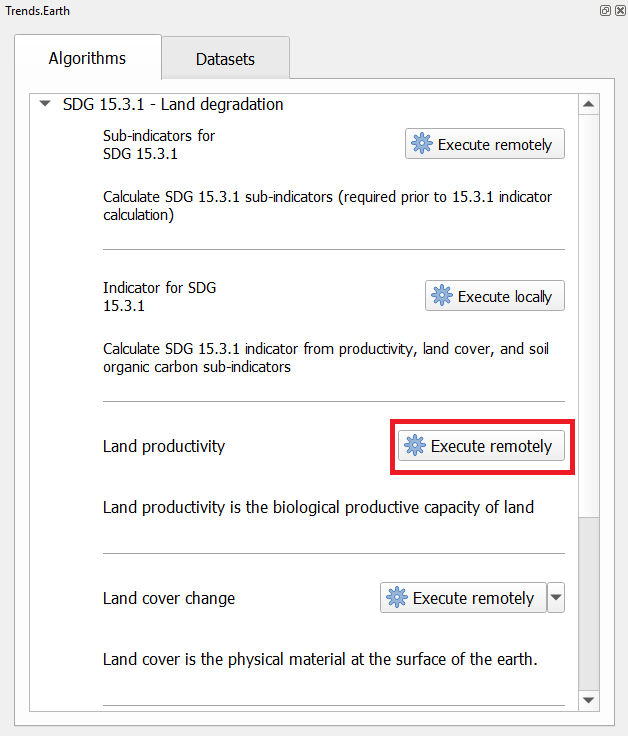 Trends.Earth
Algorithms
Datasets
SDG 15.3.1 - Land degradation
Sub-indicators for
SDG 15.3.1
Execute remotely
Calculate SDG 15.3.1 sub-indicators (required prior to 15.3.1 indicator
calculation)
Indicator for SDG
15.3.1
Execute locally
Calculate SDG 15.3.1 indicator from productivity, land cover, and soil
organic carbon sub-indicators
Land productivity
Execute remotely
Land productivity is the biological productive capacity of land
Land cover change
Execute remotely
Land cover is the physical material at the surface of the earth.